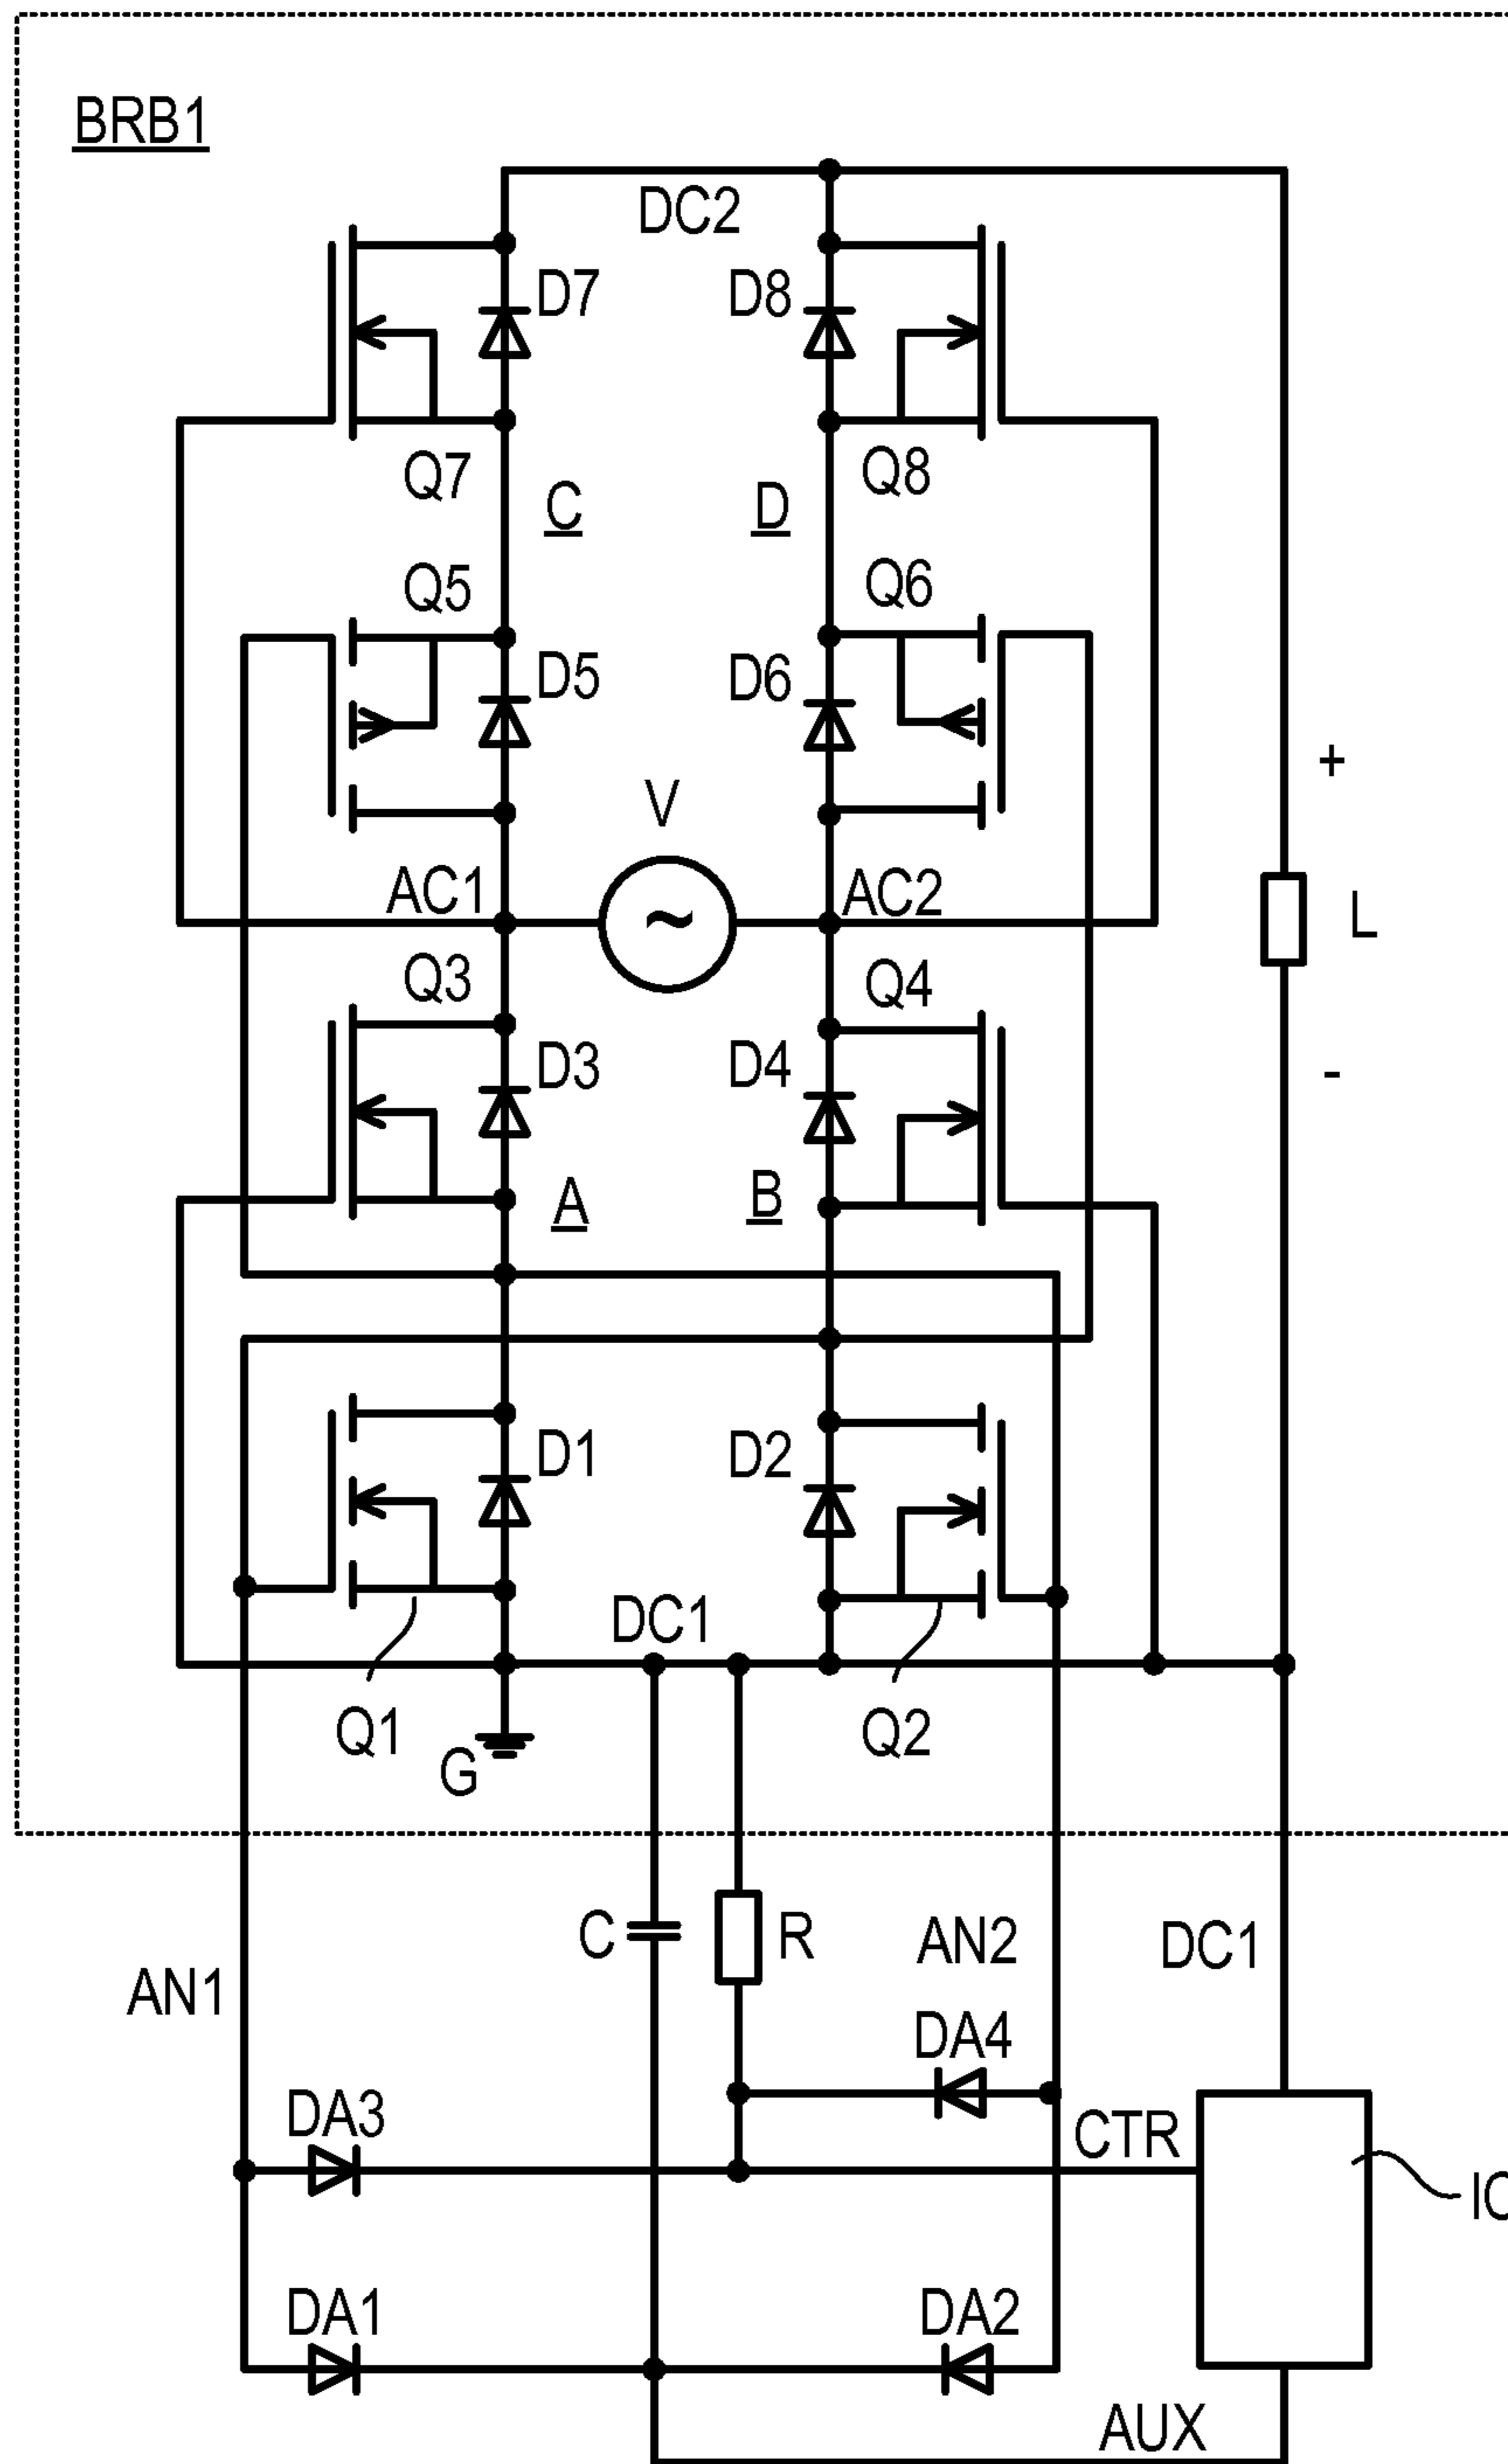 BRB1
DC2
D7 D8
Q7 Q8
C D
Q5 Q6
D5 D6
+
V
AC1 AC2
~
L
Q3 Q4
D3 D4
-
A B
D1 D2
DC1
Q1 Q2
G
C R AN2 DC1
AN1
DA4
DA3 CTR
DA1 DA2
AUX